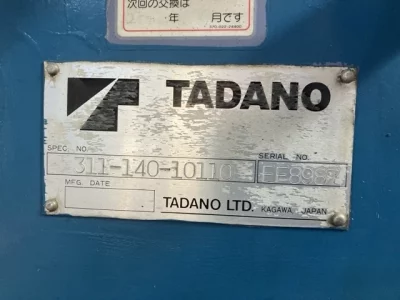 次回の交換は
年 月です
TADANO
SPEC. NO. SERIAL NO.
311-140-10110
MFG. DATE
TADANO LTD. KAGAWA, JAPAN